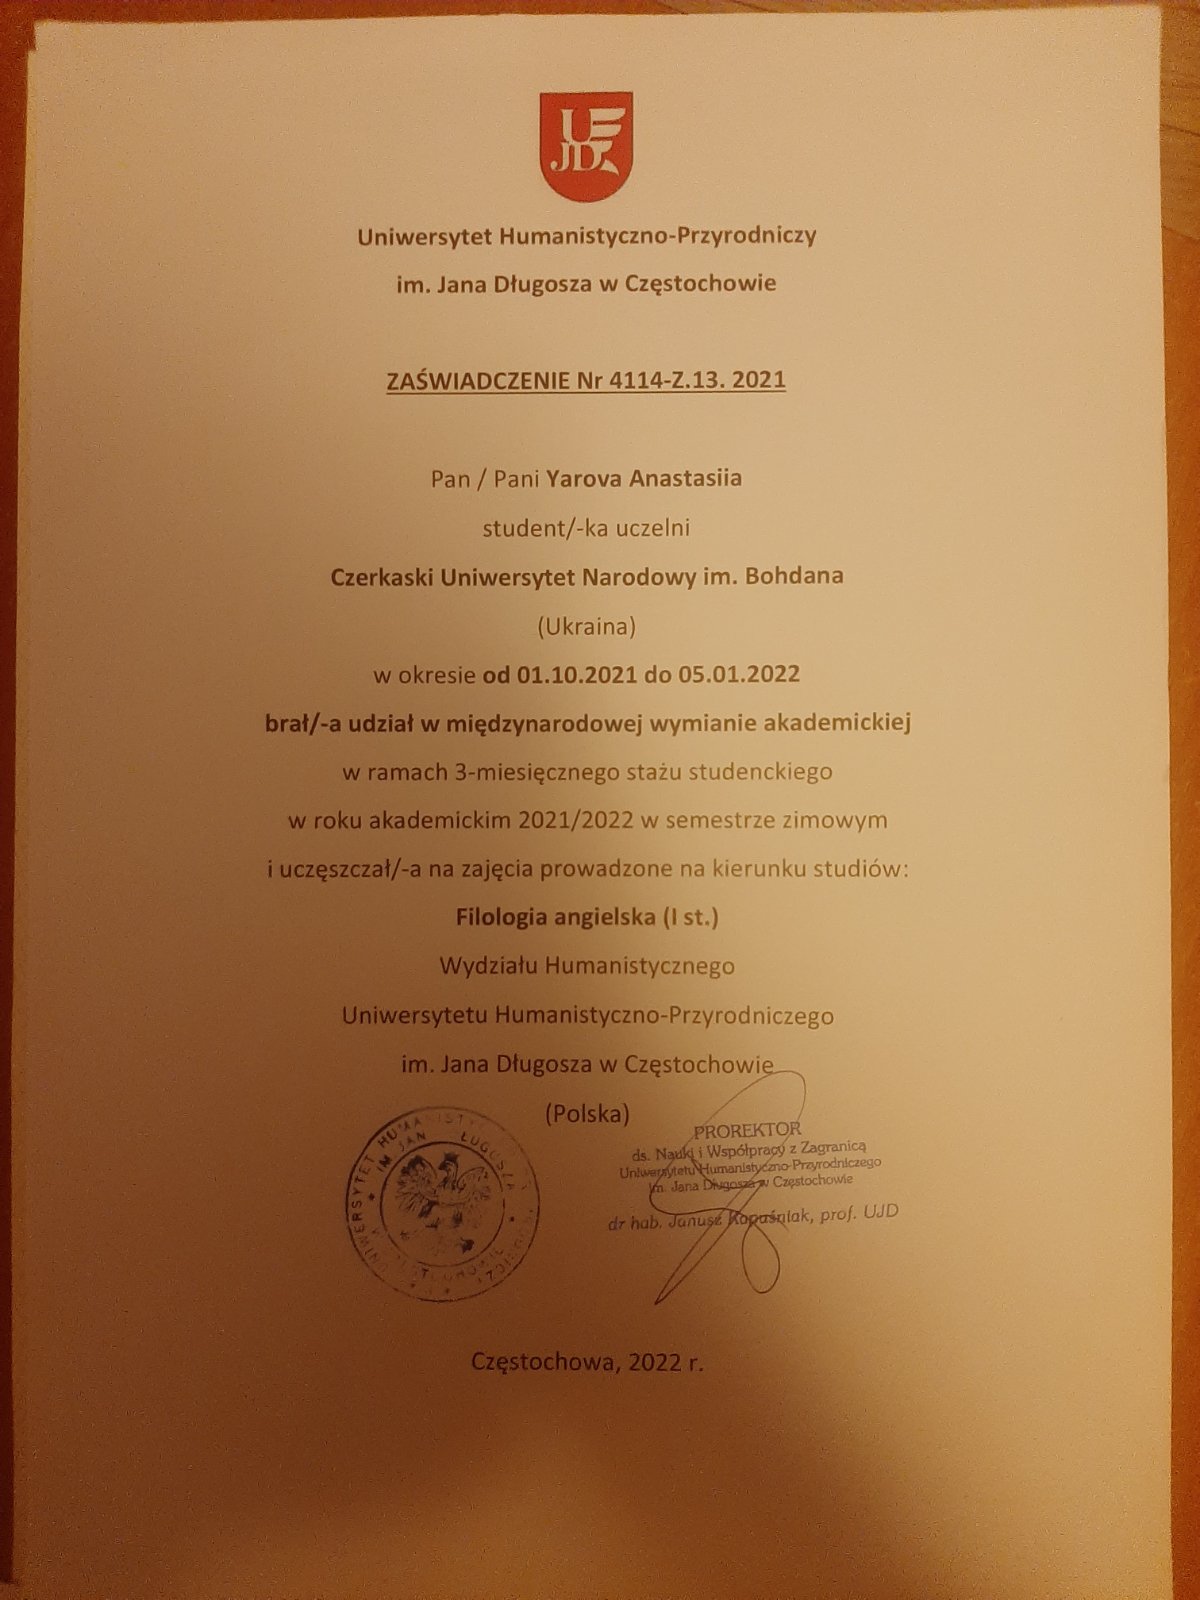 UJD
Uniwersytet Humanistyczno-Przyrodniczy
im. Jana Długosza w Częstochowie
ZAŚWIADCZENIE Nr 4114-Z.13. 2021
Pan / Pani Yarova Anastasiia
student/-ka uczelni
Czerkaski Uniwersytet Narodowy im. Bohdana
(Ukraina)
w okresie od 01.10.2021 do 05.01.2022
brał/-a udział w międzynarodowej wymianie akademickiej
w ramach 3-miesięcznego stażu studenckiego
w roku akademickim 2021/2022 w semestrze zimowym
i uczęszczał/-a na zajęcia prowadzone na kierunku studiów:
Filologia angielska (I st.)
Wydziału Humanistycznego
Uniwersytetu Humanistyczno-Przyrodniczego
im. Jana Długosza w Częstochowie
(Polska)
UNIWERSYTET
IM JAN
PROREKTOR
ds. Nauki i Współpracy z Zagranicą
Uniwersytetu Humanistyczno-Przyrodniczego
im. Jana Długosza w Częstochowie
dr hab. Janusz Kapuśniak, prof. UJD
Częstochowa, 2022 r.